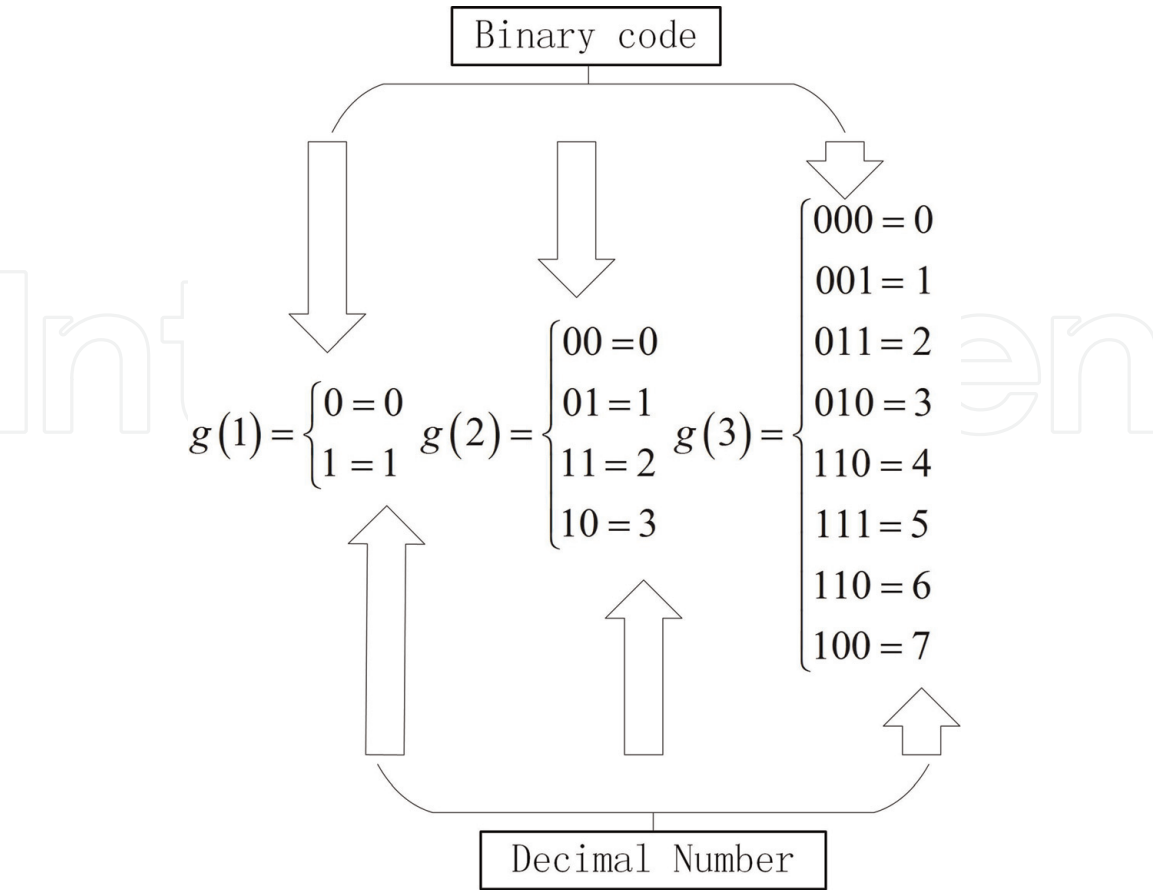 Binary code
g(1) = { 0 = 0
1 = 1
g(2) = { 00 = 0
01 = 1
11 = 2
10 = 3
g(3) = { 000 = 0
001 = 1
011 = 2
010 = 3
110 = 4
111 = 5
110 = 6
100 = 7
Decimal Number